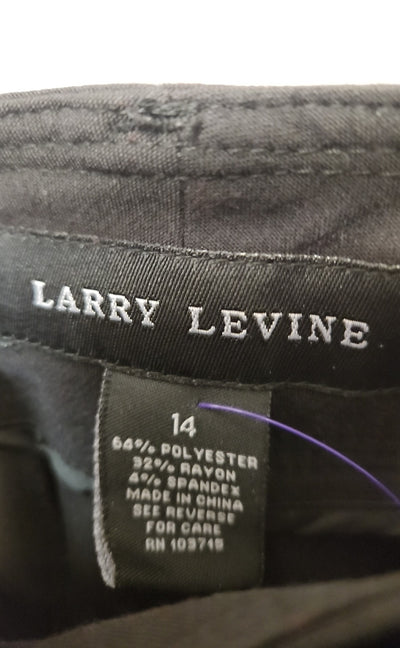 LARRY LEVINE
14
64% POLYESTER
32% RAYON
4% SPANDEX
MADE IN CHINA
SEE REVERSE
FOR CARE
RN 103715